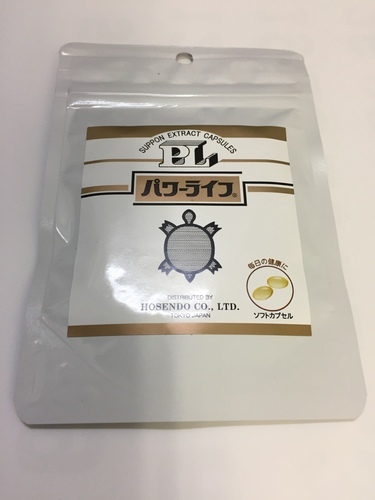 SUPPON EXTRACT CAPSULES
PL
パワーライフ®
毎日の健康に
DISTRIBUTED BY
HOSENDO CO., LTD.
TOKYO JAPAN
ソフトカプセル